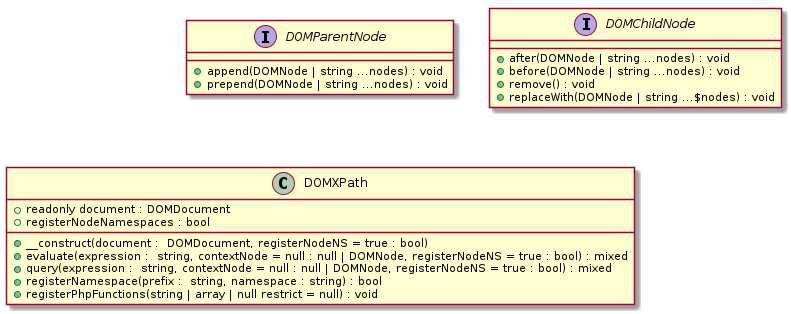 I DOMParentNode
append(DOMNode | string ...nodes) : void
prepend(DOMNode | string ...nodes) : void
I DOMChildNode
after(DOMNode | string ...nodes) : void
before(DOMNode | string ...nodes) : void
remove() : void
replaceWith(DOMNode | string ...$nodes) : void
C DOMXPath
readonly document : DOMDocument
registerNodeNamespaces : bool
__construct(document :  DOMDocument, registerNodeNS = true : bool)
evaluate(expression :  string, contextNode = null : null | DOMNode, registerNodeNS = true : bool) : mixed
query(expression :  string, contextNode = null : null | DOMNode, registerNodeNS = true : bool) : mixed
registerNamespace(prefix :  string, namespace : string) : bool
registerPhpFunctions(string | array | null restrict = null) : void